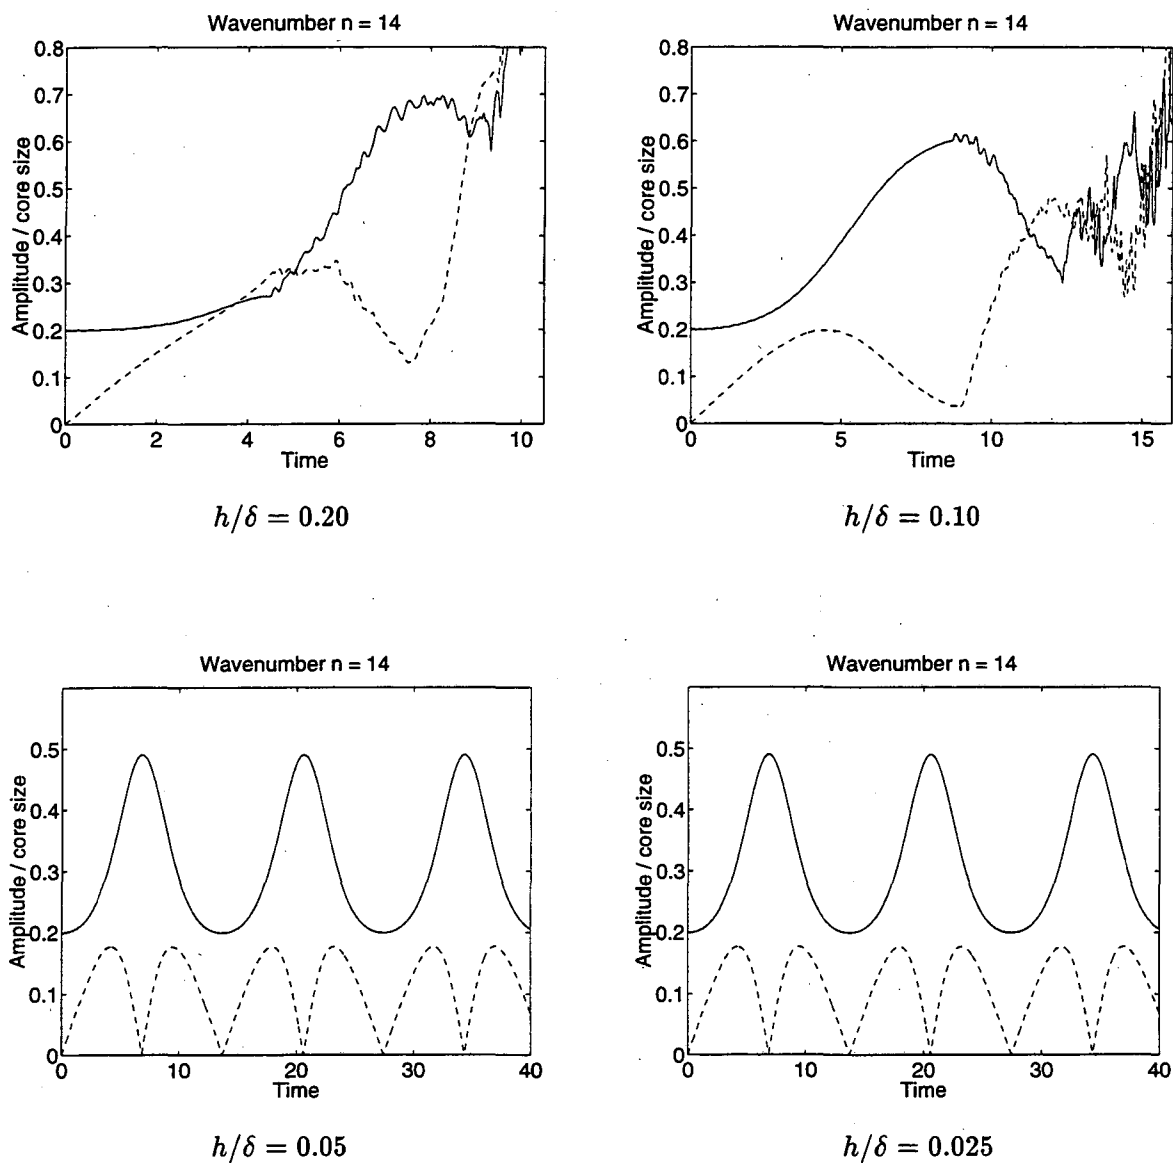 Wavenumber n = 14
Amplitude / core size
0.8
0.7
0.6
0.5
0.4
0.3
0.2
0.1
0
0 2 4 6 8 10
Time
h/δ = 0.20
Wavenumber n = 14
Amplitude / core size
0.8
0.7
0.6
0.5
0.4
0.3
0.2
0.1
0
0 5 10 15
Time
h/δ = 0.10
Wavenumber n = 14
Amplitude / core size
0.5
0.4
0.3
0.2
0.1
0
0 10 20 30 40
Time
h/δ = 0.05
Wavenumber n = 14
Amplitude / core size
0.5
0.4
0.3
0.2
0.1
0
0 10 20 30 40
Time
h/δ = 0.025